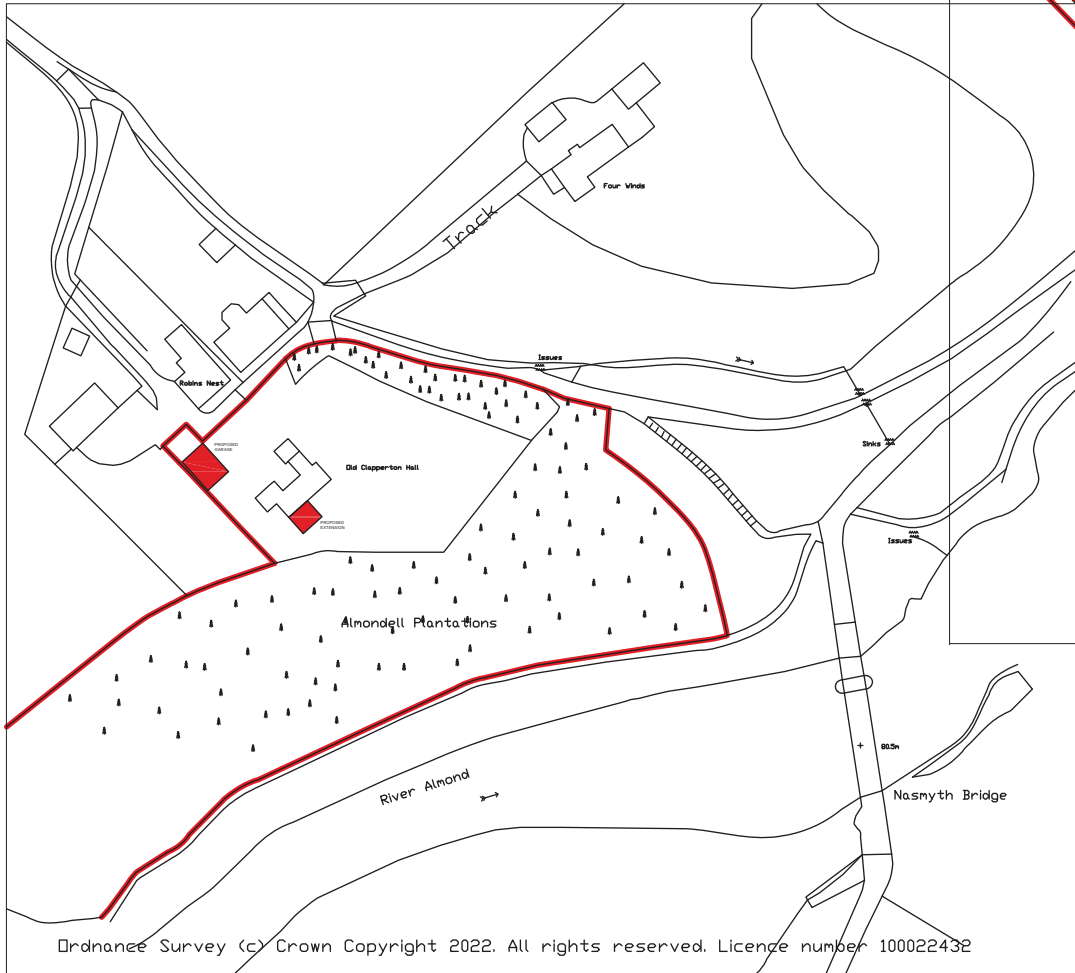 Four Winds
Track
Issues
Robins Nest
Sinks
PROPOSED
GARAGE
Old Clapperton Hall
PROPOSED
EXTENSION
Issues
Almondell Plantations
80.5m
River Almond
Nasmyth Bridge
Ordnance Survey (c) Crown Copyright 2022. All rights reserved. Licence number 100022432